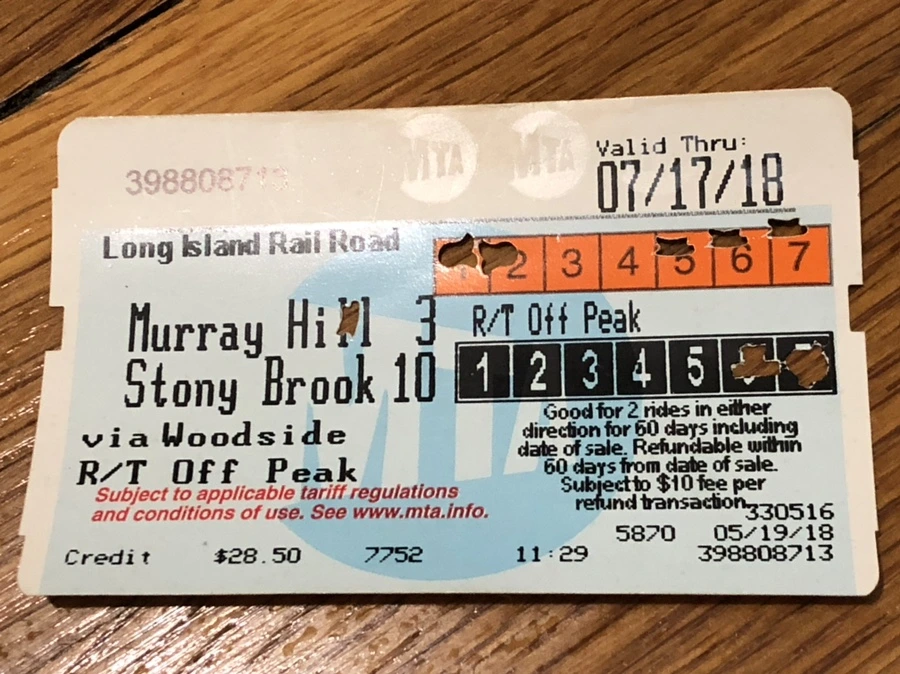 MTA MTA
Valid Thru:
398808713
07/17/18
Long Island Rail Road
1 2 3 4 5 6 7
Murray Hill 3
R/T Off Peak
Stony Brook 10
1 2 3 4 5
via Woodside
R/T Off Peak
Good for 2 rides in either
direction for 60 days including
date of sale. Refundable within
60 days from date of sale.
Subject to $10 fee per
refund transaction.
Subject to applicable tariff regulations
and conditions of use. See www.mta.info.
330516
5870 05/19/18
Credit $28.50 7752 11:29 398808713
MTA